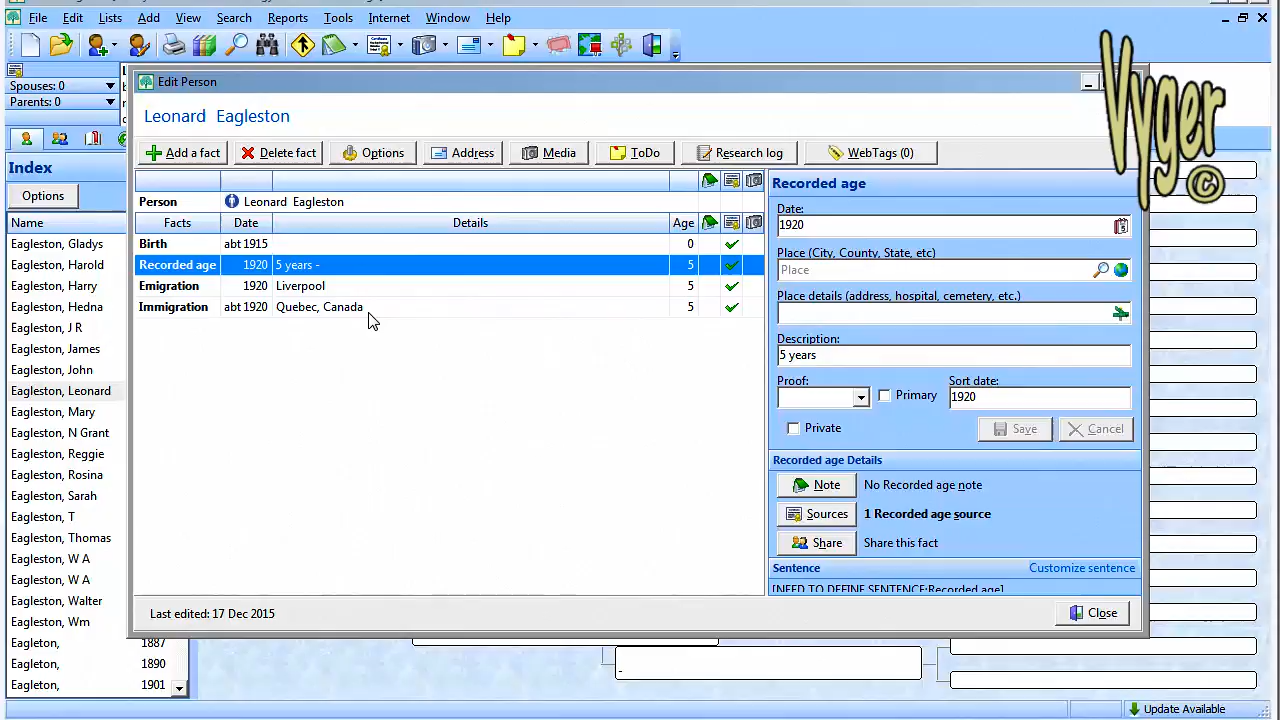 File Edit Lists Add View Search Reports Tools Internet Window Help
Spouses: 0
Parents: 0
Index
Options
Name
Eagleston, Gladys
Eagleston, Harold
Eagleston, Harry
Eagleston, Hedna
Eagleston, J R
Eagleston, James
Eagleston, John
Eagleston, Leonard
Eagleston, Mary
Eagleston, N Grant
Eagleston, Reggie
Eagleston, Rosina
Eagleston, Sarah
Eagleston, T
Eagleston, Thomas
Eagleston, W A
Eagleston, W A
Eagleston, Walter
Eagleston, Wm
Eagleton, 1887
Eagleton, 1890
Eagleton, 1901
Edit Person
Leonard Eagleston
Add a fact Delete fact Options Address Media ToDo Research log WebTags (0)
Person Leonard Eagleston
Facts Date Details Age
Birth abt 1915 0
Recorded age 1920 5 years - 5
Emigration 1920 Liverpool 5
Immigration abt 1920 Quebec, Canada 5
Last edited: 17 Dec 2015
Recorded age
Date:
1920
Place (City, County, State, etc)
Place
Place details (address, hospital, cemetery, etc.)
Description:
5 years
Proof: Primary Sort date:
1920
Private Save Cancel
Recorded age Details
Note No Recorded age note
Sources 1 Recorded age source
Share Share this fact
Sentence Customize sentence
[NEED TO DEFINE SENTENCE:Recorded age]
Close
Vyger ©
Update Available